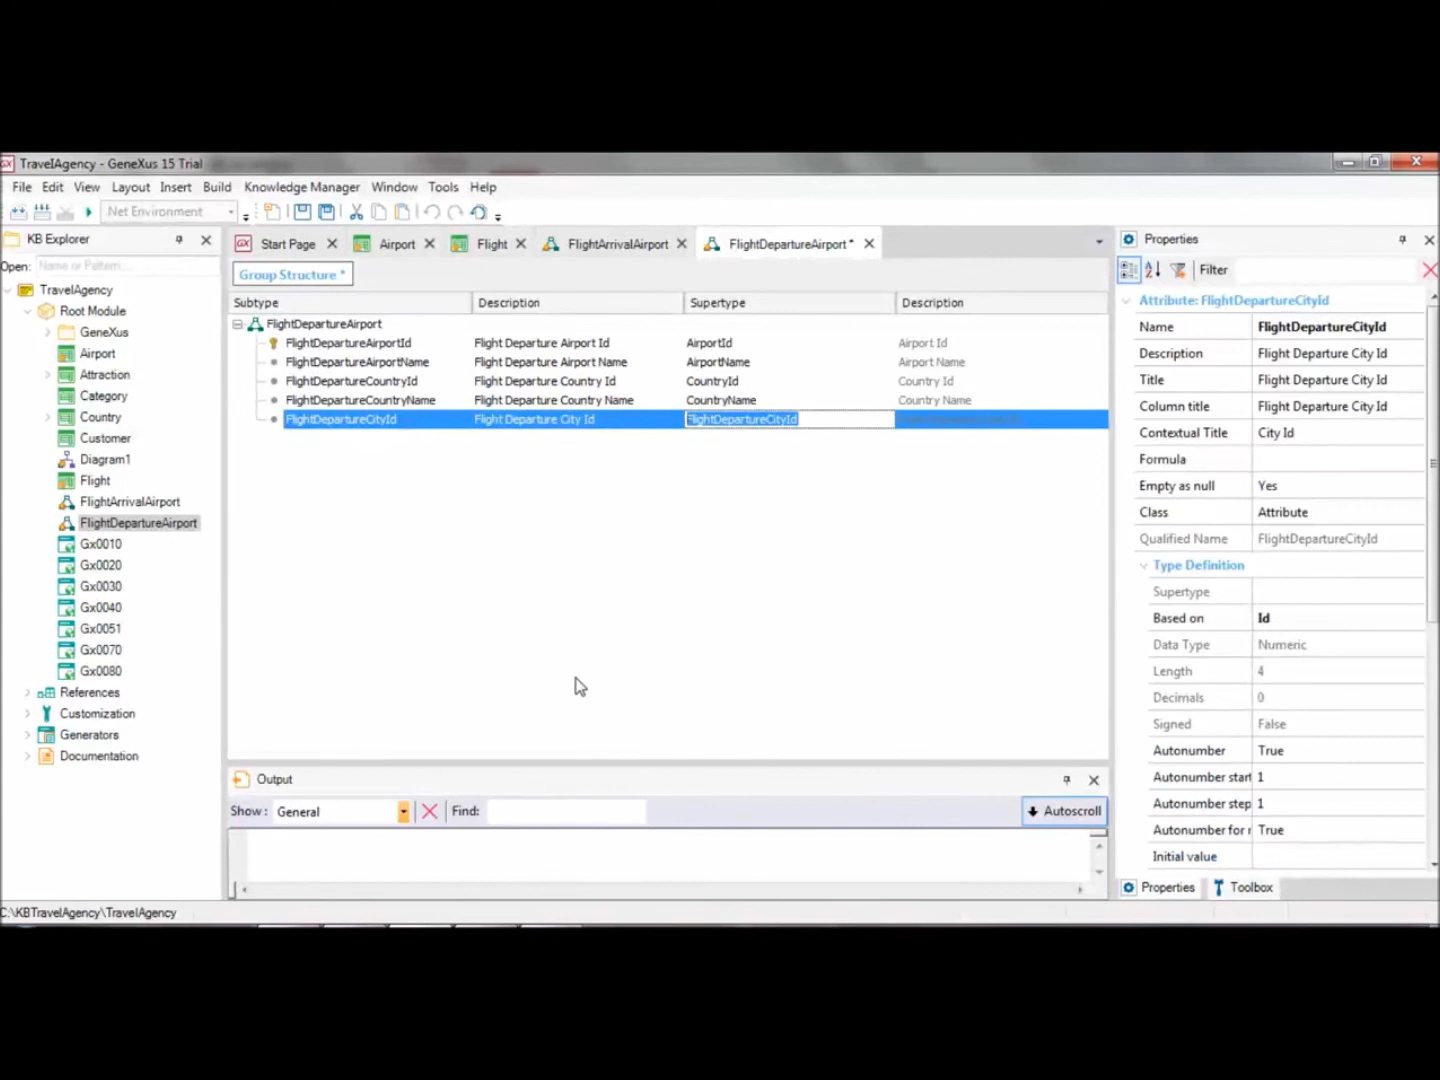 TravelAgency - GeneXus 15 Trial
File Edit View Layout Insert Build Knowledge Manager Window Tools Help
.Net Environment
KB Explorer
Open: Name or Pattern...
TravelAgency
Root Module
GeneXus
Airport
Attraction
Category
Country
Customer
Diagram1
Flight
FlightArrivalAirport
FlightDepartureAirport
Gx0010
Gx0020
Gx0030
Gx0040
Gx0051
Gx0070
Gx0080
References
Customization
Generators
Documentation
Start Page Airport Flight FlightArrivalAirport FlightDepartureAirport *
Group Structure *
Subtype Description Supertype Description
FlightDepartureAirport
FlightDepartureAirportId Flight Departure Airport Id AirportId Airport Id
FlightDepartureAirportName Flight Departure Airport Name AirportName Airport Name
FlightDepartureCountryId Flight Departure Country Id CountryId Country Id
FlightDepartureCountryName Flight Departure Country Name CountryName Country Name
FlightDepartureCityId Flight Departure City Id FlightDepartureCityId
Output
Show: General Find: Autoscroll
Properties
Filter
Attribute: FlightDepartureCityId
Name FlightDepartureCityId
Description Flight Departure City Id
Title Flight Departure City Id
Column title Flight Departure City Id
Contextual Title City Id
Formula
Empty as null Yes
Class Attribute
Qualified Name FlightDepartureCityId
Type Definition
Supertype
Based on Id
Data Type Numeric
Length 4
Decimals 0
Signed False
Autonumber True
Autonumber start 1
Autonumber step 1
Autonumber for r True
Initial value
Properties Toolbox
C:\KBTravelAgency\TravelAgency